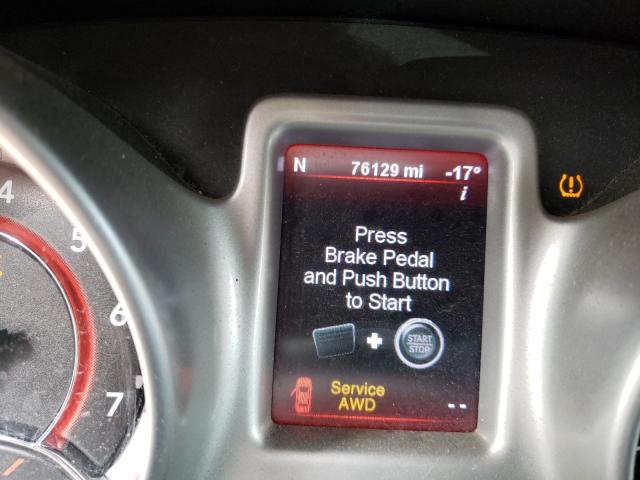 N 76129 mi -17°
i
Press
Brake Pedal
and Push Button
to Start
START
STOP
Service
AWD
--
4
5
6
7